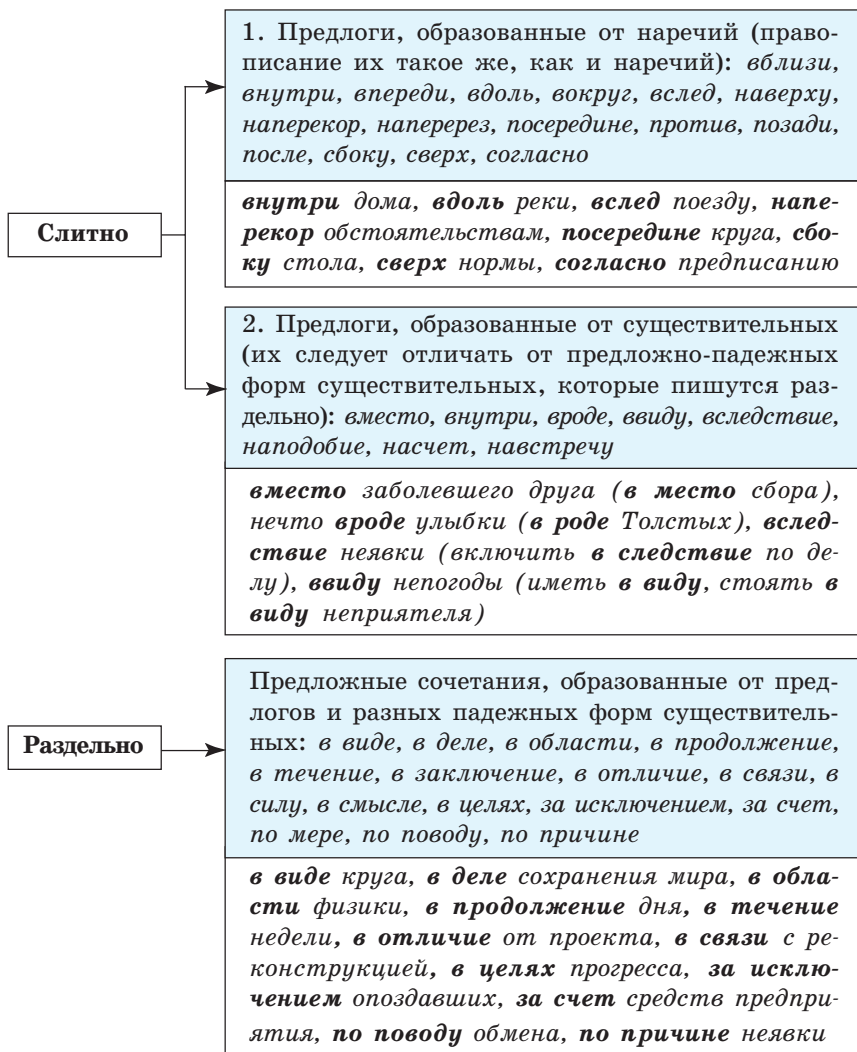 1. Предлоги, образованные от наречий (право-
писание их такое же, как и наречий): вблизи,
внутри, впереди, вдоль, вокруг, вслед, наверху,
наперекор, наперерез, посередине, против, позади,
после, сбоку, сверх, согласно
Слитно
внутри дома, вдоль реки, вслед поезду, напе-
рекор обстоятельствам, посередине круга, сбо-
ку стола, сверх нормы, согласно предписанию
2. Предлоги, образованные от существительных
(их следует отличать от предложно-падежных
форм существительных, которые пишутся раз-
дельно): вместо, внутри, вроде, ввиду, вследствие,
наподобие, насчет, навстречу
вместо заболевшего друга (в место сбора),
нечто вроде улыбки (в роде Толстых), вслед-
ствие неявки (включить в следствие по де-
лу), ввиду непогоды (иметь в виду, стоять в
виду неприятеля)
Раздельно
Предложные сочетания, образованные от пред-
логов и разных падежных форм существитель-
ных: в виде, в деле, в области, в продолжение,
в течение, в заключение, в отличие, в связи, в
силу, в смысле, в целях, за исключением, за счет,
по мере, по поводу, по причине
в виде круга, в деле сохранения мира, в обла-
сти физики, в продолжение дня, в течение
недели, в отличие от проекта, в связи с ре-
конструкцией, в целях прогресса, за исклю-
чением опоздавших, за счет средств предпри-
ятия, по поводу обмена, по причине неявки